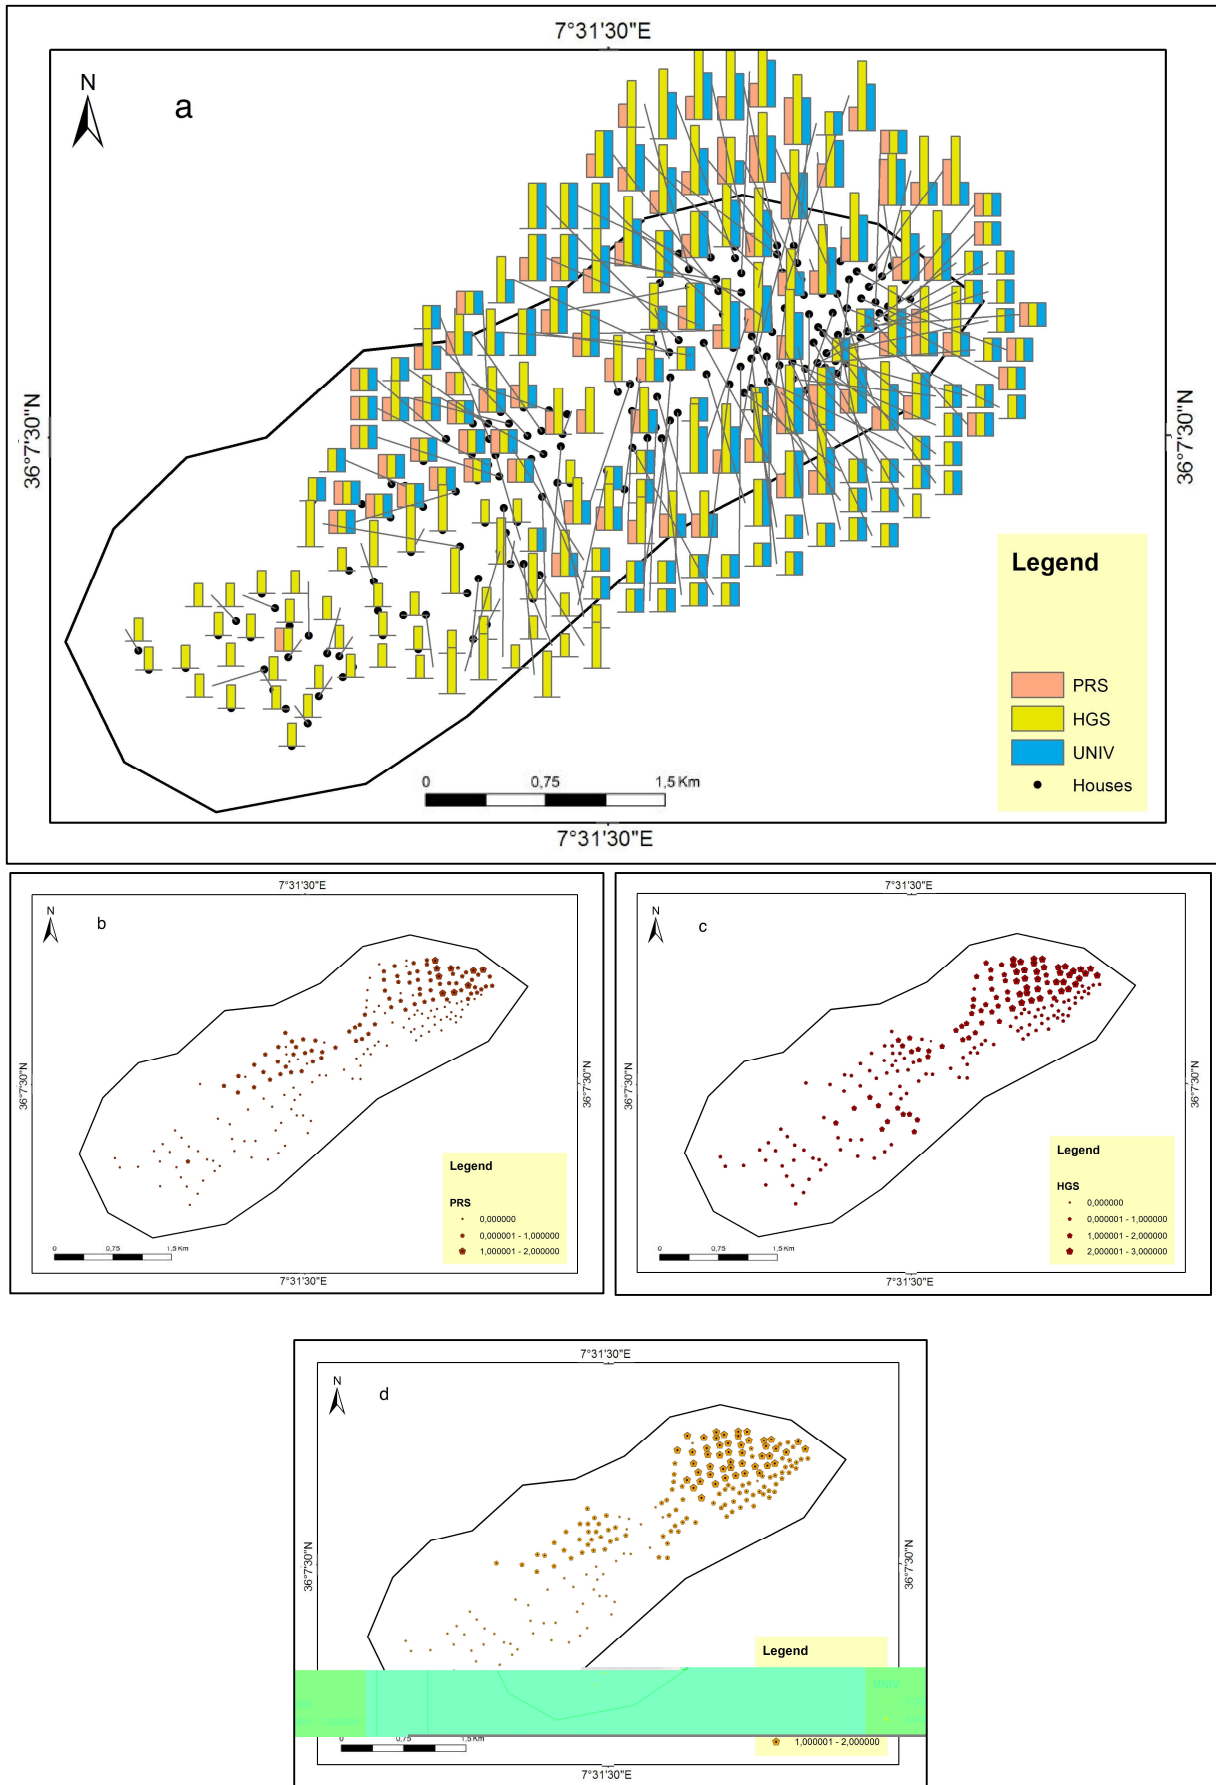 7°31'30"E
N
a
36°7'30"N
36°7'30"N
Legend
PRS
HGS
UNIV
Houses
0 0,75 1,5 Km
7°31'30"E
7°31'30"E
N
b
36°7'30"N
36°7'30"N
Legend
PRS
0,000000
0,000001 - 1,000000
1,000001 - 2,000000
0 0,75 1,5 Km
7°31'30"E
7°31'30"E
N
c
36°7'30"N
36°7'30"N
Legend
HGS
0,000000
0,000001 - 1,000000
1,000001 - 2,000000
2,000001 - 3,000000
0 0,75 1,5 Km
7°31'30"E
7°31'30"E
N
d
36°7'30"N
36°7'30"N
Legend
UNIV
1,000001 - 2,000000
0 0,75 1,5 Km
7°31'30"E